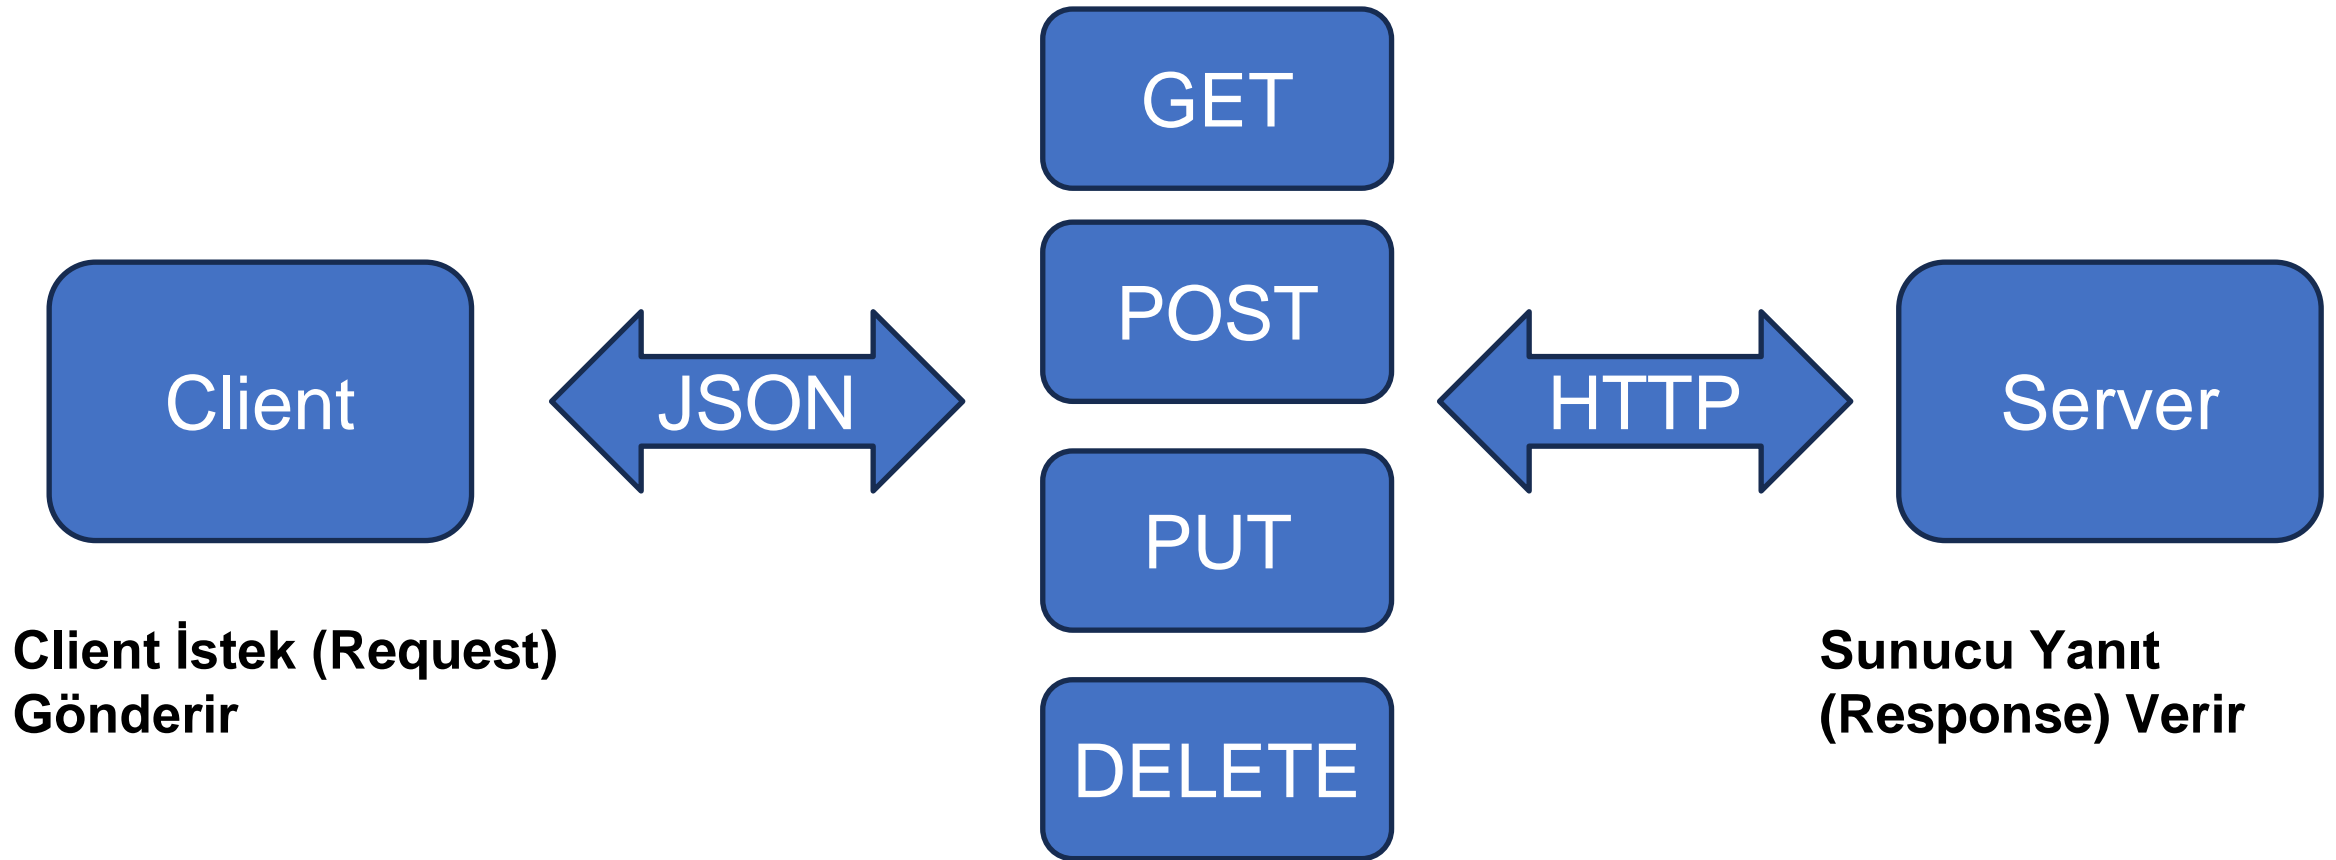 GET
POST
Client
JSON
HTTP
Server
PUT
Client İstek (Request)
Gönderir
Sunucu Yanıt
(Response) Verir
DELETE